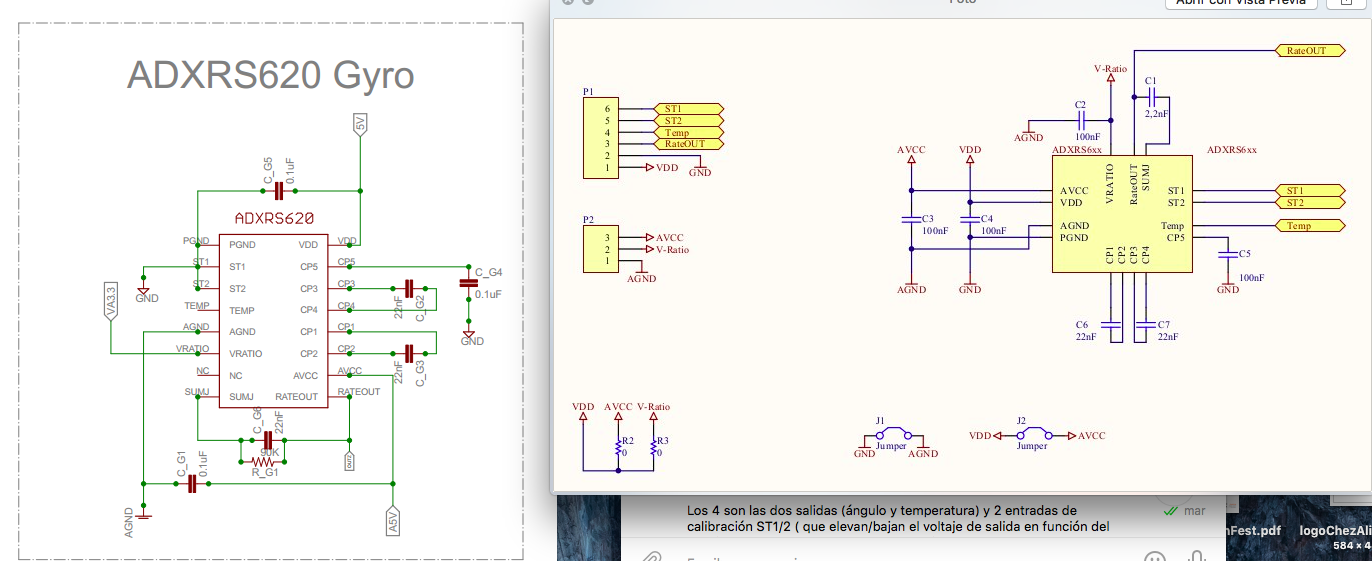 ADXRS620 Gyro
5V
C_G5
0.1uF
ADXRS620
PGND
PGND
VDD
VDD
ST1
ST1
CP5
CP5
C_G4
0.1uF
GND
ST2
ST2
CP3
CP3
22nF
C_G2
VA3.3
TEMP
TEMP
CP4
CP4
GND
AGND
AGND
CP1
CP1
VRATIO
VRATIO
CP2
CP2
22nF
C_G3
NC
NC
AVCC
AVCC
SUMJ
SUMJ
RATEOUT
RATEOUT
C_G6
22nF
90K
R_G1
C_G1
0.1uF
AGND
A5V
Abrir con Vista Previa
RateOUT
V-Ratio
C1
2,2nF
C2
100nF
AGND
P1
6
ST1
5
ST2
4
Temp
3
RateOUT
2
1
VDD
GND
AVCC
VDD
ADXRS6xx
ADXRS6xx
VRATIO
RateOUT
SUMJ
AVCC
VDD
ST1
ST1
ST2
ST2
C3
100nF
C4
100nF
AGND
PGND
Temp
Temp
CP5
CP1
CP2
CP3
CP4
C5
100nF
GND
AGND
GND
P2
3
AVCC
2
V-Ratio
1
AGND
C6
22nF
C7
22nF
VDD
AVCC
V-Ratio
R2
0
R3
0
J1
Jumper
GND
AGND
J2
VDD
Jumper
AVCC
Los 4 son las dos salidas (ángulo y temperatura) y 2 entradas de
calibración ST1/2 ( que elevan/bajan el voltaje de salida en función del
mar
nFest.pdf
logoChezAli
584 × 4